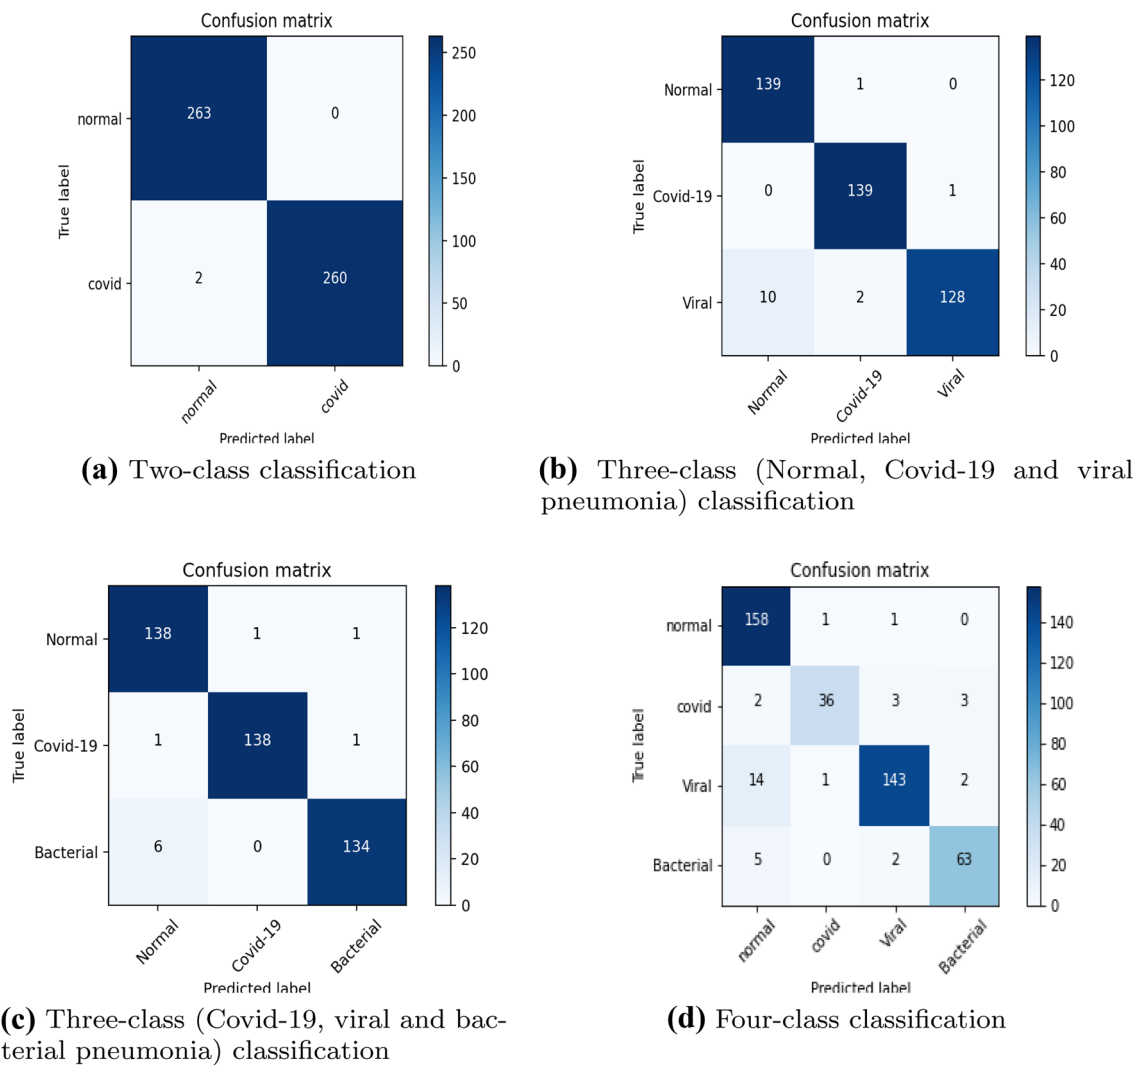 Confusion matrix
250
200
150
100
50
0
True label
normal
263
0
covid
2
260
normal
covid
Predicted label
(a) Two-class classification
Confusion matrix
120
100
80
60
40
20
0
True label
Normal
139
1
0
Covid-19
0
139
1
Viral
10
2
128
Normal
Covid-19
Viral
Predicted label
(b) Three-class (Normal, Covid-19 and viral
pneumonia) classification
Confusion matrix
120
100
80
60
40
20
0
True label
Normal
138
1
1
Covid-19
1
138
1
Bacterial
6
0
134
Normal
Covid-19
Bacterial
Predicted label
(c) Three-class (Covid-19, viral and bac-
terial pneumonia) classification
Confusion matrix
140
120
100
80
60
40
20
0
True label
normal
158
1
1
0
covid
2
36
3
3
Viral
14
1
143
2
Bacterial
5
0
2
63
normal
covid
Viral
Bacterial
Predicted label
(d) Four-class classification